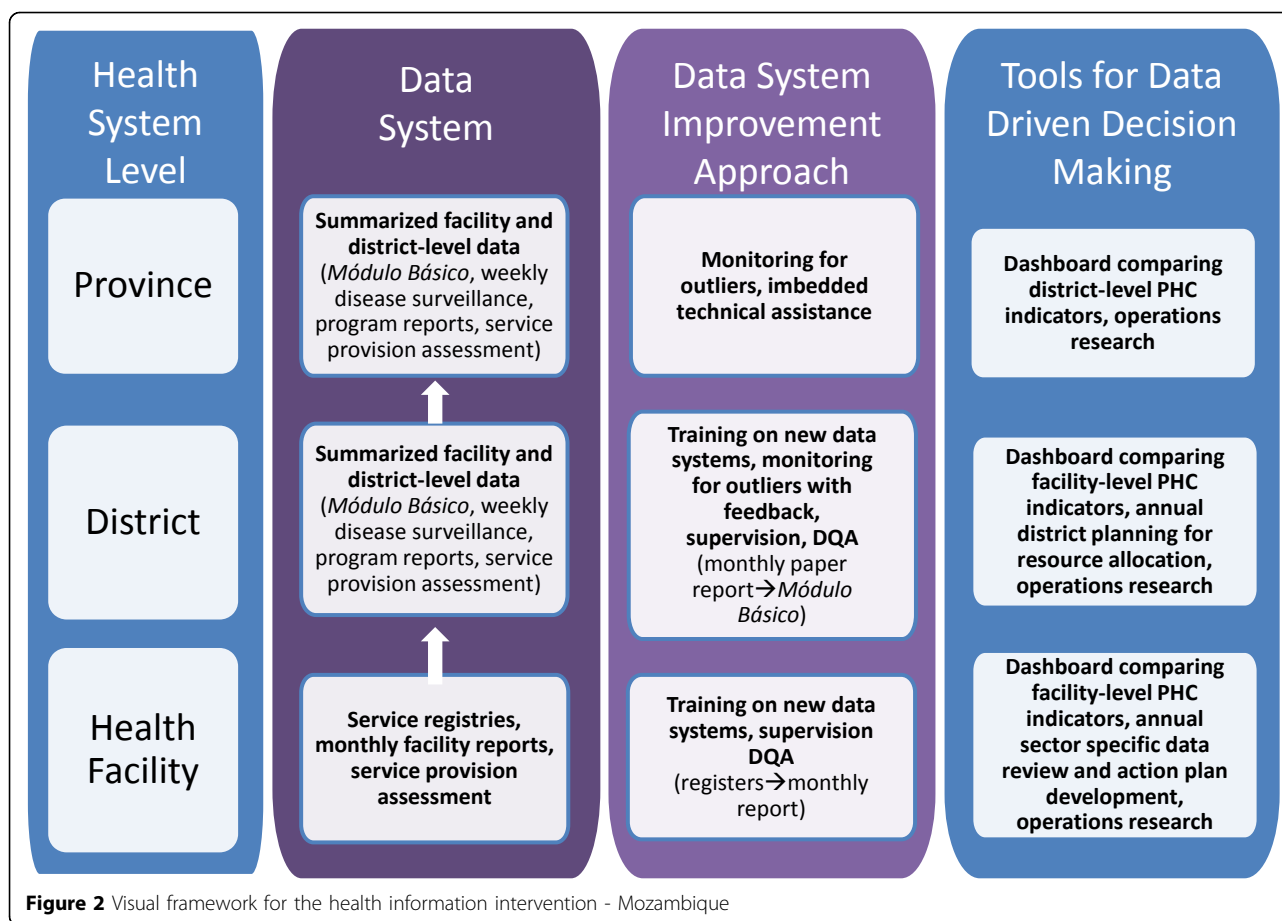 Health
System
Level
Province
District
Health
Facility
Data
System
Summarized facility and
district-level data
(Módulo Básico, weekly
disease surveillance,
program reports, service
provision assessment)
Summarized facility and
district-level data
(Módulo Básico, weekly
disease surveillance,
program reports, service
provision assessment)
Service registries,
monthly facility reports,
service provision
assessment
Data System
Improvement
Approach
Monitoring for
outliers, imbedded
technical assistance
Training on new data
systems, monitoring
for outliers with
feedback,
supervision, DQA
(monthly paper
report→Módulo
Básico)
Training on new data
systems, supervision
DQA
(registers→monthly
report)
Tools for Data
Driven Decision
Making
Dashboard comparing
district-level PHC
indicators, operations
research
Dashboard comparing
facility-level PHC
indicators, annual
district planning for
resource allocation,
operations research
Dashboard comparing
facility-level PHC
indicators, annual
sector specific data
review and action plan
development,
operations research
Figure 2 Visual framework for the health information intervention - Mozambique